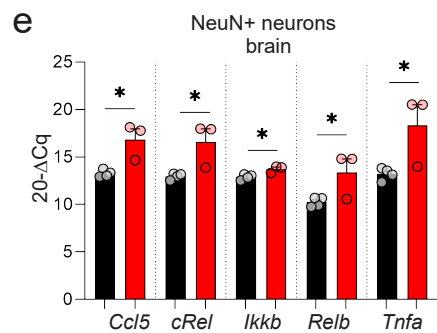 e
NeuN+ neurons
brain
20-ΔCq
25
20
15
10
5
0
* * * * *
Ccl5 cRel Ikkb Relb Tnfa